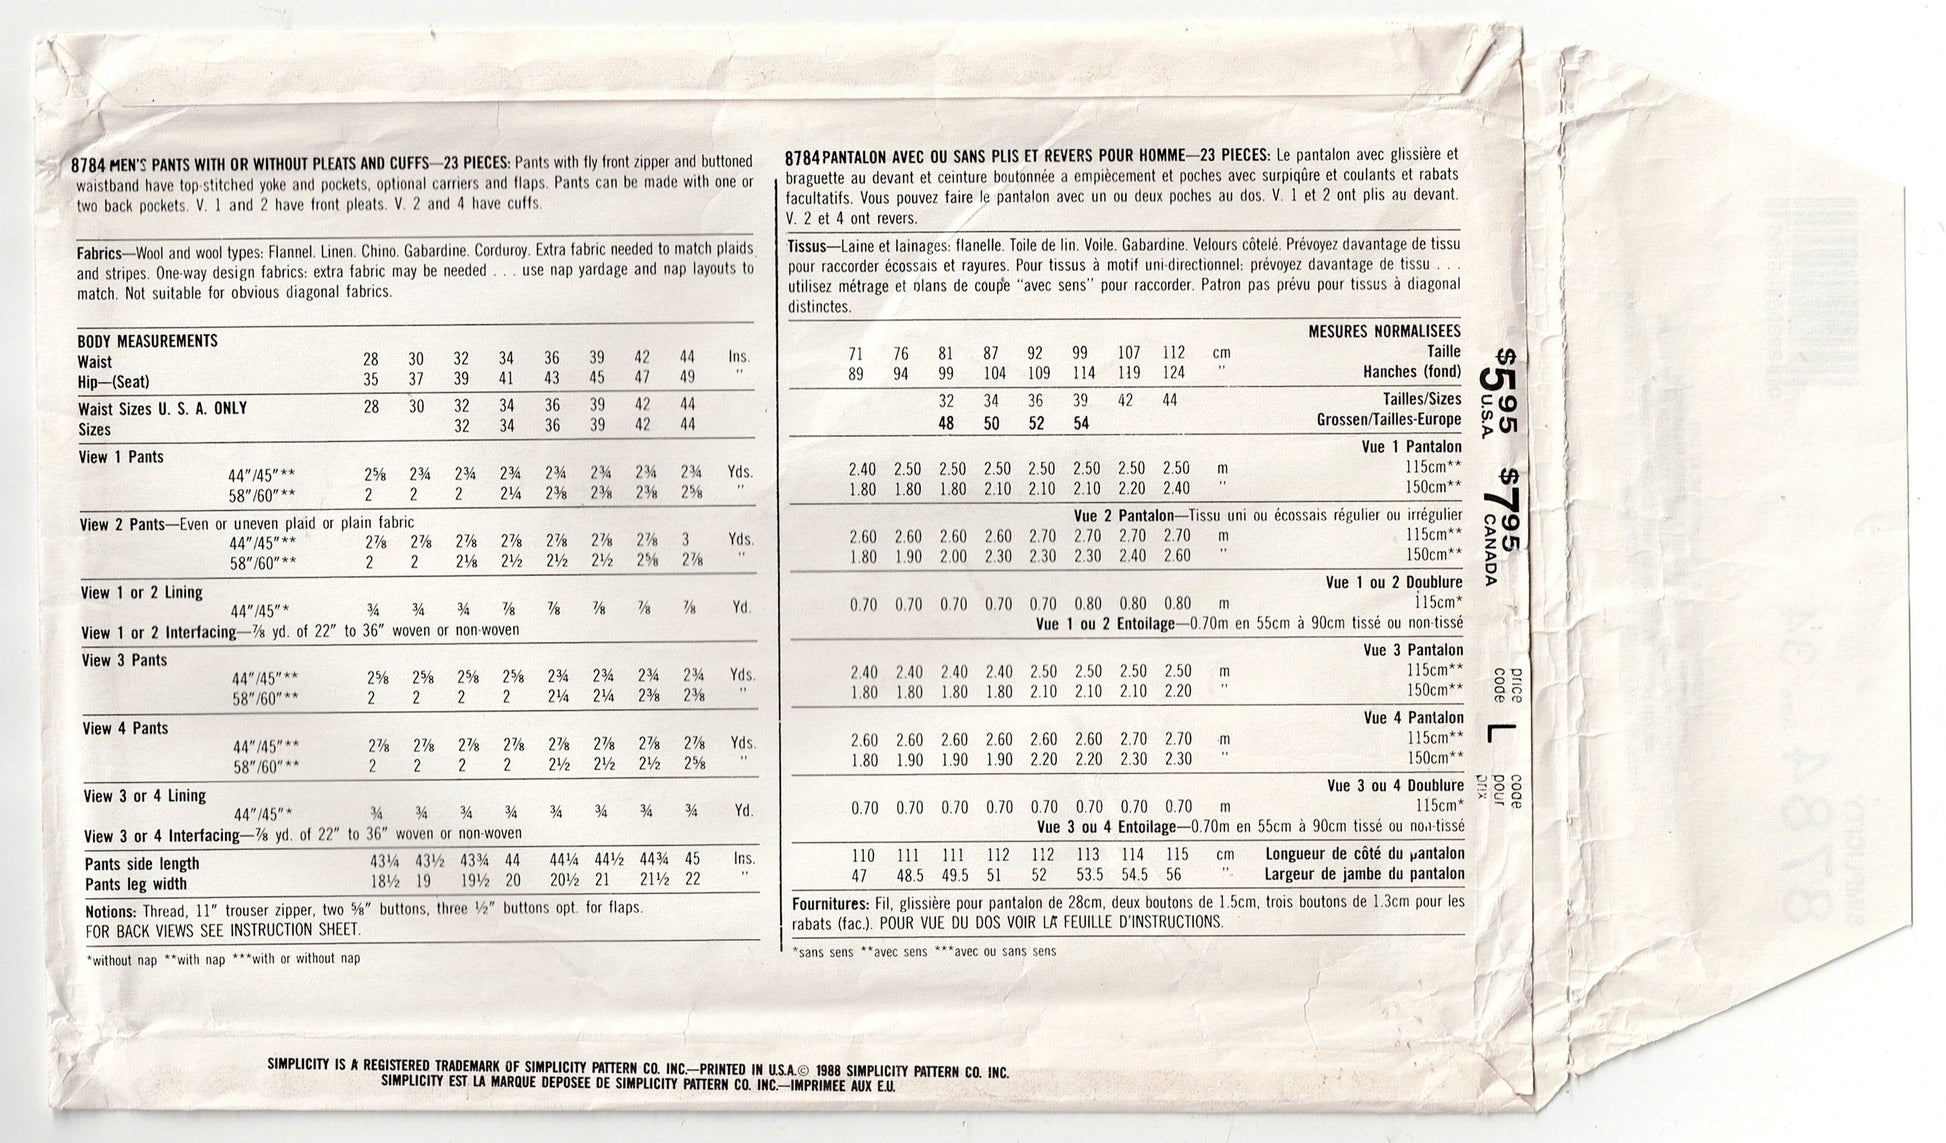 8784 MEN'S PANTS WITH OR WITHOUT PLEATS AND CUFFS—23 PIECES: Pants with fly front zipper and buttoned
waistband have top-stitched yoke and pockets, optional carriers and flaps. Pants can be made with one or
two back pockets. V. 1 and 2 have front pleats. V. 2 and 4 have cuffs.
Fabrics—Wool and wool types: Flannel. Linen. Chino. Gabardine. Corduroy. Extra fabric needed to match plaids
and stripes. One-way design fabrics: extra fabric may be needed . . . use nap yardage and nap layouts to
match. Not suitable for obvious diagonal fabrics.
BODY MEASUREMENTS
Waist 28 30 32 34 36 39 42 44 Ins.
Hip—(Seat) 35 37 39 41 43 45 47 49 "
Waist Sizes U. S. A. ONLY 28 30 32 34 36 39 42 44
Sizes 32 34 36 39 42 44
View 1 Pants
44"/45"** 2⅝ 2¾ 2¾ 2¾ 2¾ 2¾ 2¾ 2¾ Yds.
58"/60"** 2 2 2 2¼ 2⅜ 2⅜ 2⅜ 2⅝ "
View 2 Pants—Even or uneven plaid or plain fabric
44"/45"** 2⅞ 2⅞ 2⅞ 2⅞ 2⅞ 2⅞ 2⅞ 3 Yds.
58"/60"** 2 2 2⅛ 2½ 2½ 2½ 2⅝ 2⅞ "
View 1 or 2 Lining
44"/45"* ¾ ¾ ¾ ⅞ ⅞ ⅞ ⅞ ⅞ Yd.
View 1 or 2 Interfacing—⅞ yd. of 22" to 36" woven or non-woven
View 3 Pants
44"/45"** 2⅝ 2⅝ 2⅝ 2⅝ 2¾ 2¾ 2¾ 2¾ Yds.
58"/60"** 2 2 2 2 2¼ 2¼ 2⅜ 2⅜ "
View 4 Pants
44"/45"** 2⅞ 2⅞ 2⅞ 2⅞ 2⅞ 2⅞ 2⅞ 2⅞ Yds.
58"/60"** 2 2 2 2 2½ 2½ 2½ 2⅝ "
View 3 or 4 Lining
44"/45"* ¾ ¾ ¾ ¾ ¾ ¾ ¾ ¾ Yd.
View 3 or 4 Interfacing—⅞ yd. of 22" to 36" woven or non-woven
Pants side length 43¼ 43½ 43¾ 44 44¼ 44½ 44¾ 45 Ins.
Pants leg width 18½ 19 19½ 20 20½ 21 21½ 22 "
Notions: Thread, 11" trouser zipper, two ⅝" buttons, three ½" buttons opt. for flaps.
FOR BACK VIEWS SEE INSTRUCTION SHEET.
*without nap **with nap ***with or without nap
8784 PANTALON AVEC OU SANS PLIS ET REVERS POUR HOMME—23 PIECES: Le pantalon avec glissière et
braguette au devant et ceinture boutonnée a empiècement et poches avec surpiqûre et coulants et rabats
facultatifs. Vous pouvez faire le pantalon avec un ou deux poches au dos. V. 1 et 2 ont plis au devant.
V. 2 et 4 ont revers.
Tissus—Laine et lainages: flanelle. Toile de lin. Voile. Gabardine. Velours côtelé. Prévoyez davantage de tissu
pour raccorder écossais et rayures. Pour tissus à motif uni-directionnel: prévoyez davantage de tissu . . .
utilisez métrage et plans de coupe "avec sens" pour raccorder. Patron pas prévu pour tissus à diagonal
distinctes.
MESURES NORMALISEES
71 76 81 87 92 99 107 112 cm Taille
89 94 99 104 109 114 119 124 " Hanches (fond)
32 34 36 39 42 44 Tailles/Sizes
48 50 52 54 Grossen/Tailles-Europe
Vue 1 Pantalon
2.40 2.50 2.50 2.50 2.50 2.50 2.50 2.50 m 115cm**
1.80 1.80 1.80 2.10 2.10 2.10 2.20 2.40 " 150cm**
Vue 2 Pantalon—Tissu uni ou écossais régulier ou irrégulier
2.60 2.60 2.60 2.60 2.70 2.70 2.70 2.70 m 115cm**
1.80 1.90 2.00 2.30 2.30 2.30 2.40 2.60 " 150cm**
Vue 1 ou 2 Doublure
0.70 0.70 0.70 0.70 0.70 0.80 0.80 0.80 m 115cm*
Vue 1 ou 2 Entoilage—0.70m en 55cm à 90cm tissé ou non-tissé
Vue 3 Pantalon
2.40 2.40 2.40 2.40 2.50 2.50 2.50 2.50 m 115cm**
1.80 1.80 1.80 1.80 2.10 2.10 2.10 2.20 " 150cm**
Vue 4 Pantalon
2.60 2.60 2.60 2.60 2.60 2.60 2.70 2.70 m 115cm**
1.80 1.90 1.90 1.90 2.20 2.20 2.30 2.30 " 150cm**
Vue 3 ou 4 Doublure
0.70 0.70 0.70 0.70 0.70 0.70 0.70 0.70 m 115cm*
Vue 3 ou 4 Entoilage—0.70m en 55cm à 90cm tissé ou non-tissé
110 111 111 112 112 113 114 115 cm Longueur de côté du pantalon
47 48.5 49.5 51 52 53.5 54.5 56 " Largeur de jambe du pantalon
Fournitures: Fil, glissière pour pantalon de 28cm, deux boutons de 1.5cm, trois boutons de 1.3cm pour les
rabats (fac.). POUR VUE DU DOS VOIR LA FEUILLE D'INSTRUCTIONS.
*sans sens **avec sens ***avec ou sans sens
$5 95 U.S.A. $7 95 CANADA
price code L code pour prix
SIMPLICITY IS A REGISTERED TRADEMARK OF SIMPLICITY PATTERN CO. INC.—PRINTED IN U.S.A.© 1988 SIMPLICITY PATTERN CO. INC.
SIMPLICITY EST LA MARQUE DEPOSEE DE SIMPLICITY PATTERN CO. INC.—IMPRIMEE AUX E.U.
8784
SIMPLICITY